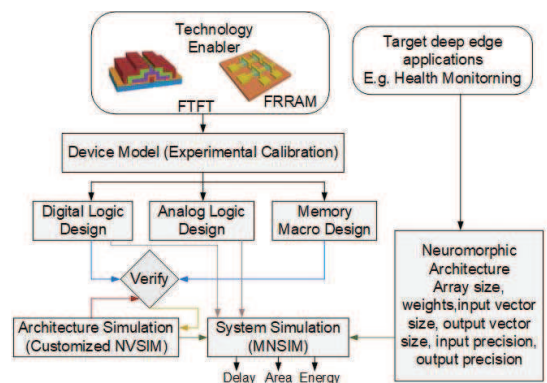 Technology
Enabler
FTFT
FRRAM
Target deep edge
applications
E.g. Health Monitorning
Device Model (Experimental Calibration)
Digital Logic
Design
Analog Logic
Design
Memory
Macro Design
Verify
Neuromorphic
Architecture
Array size,
weights,input vector
size, output vector
size, input precision,
output precision
Architecture Simulation
(Customized NVSIM)
System Simulation
(MNSIM)
Delay Area Energy